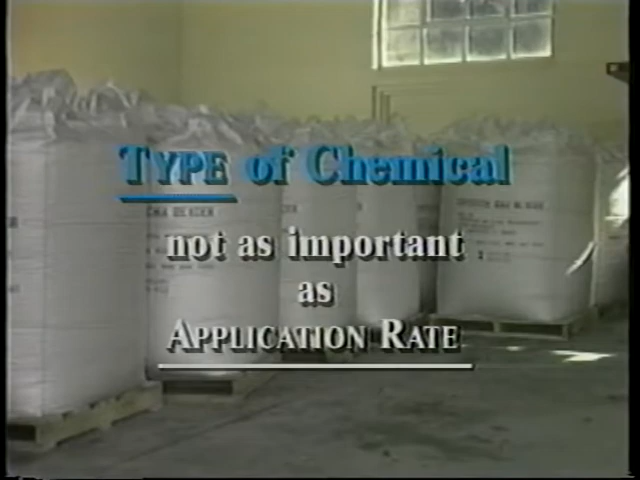 TYPE of Chemical
not as important
as
APPLICATION RATE